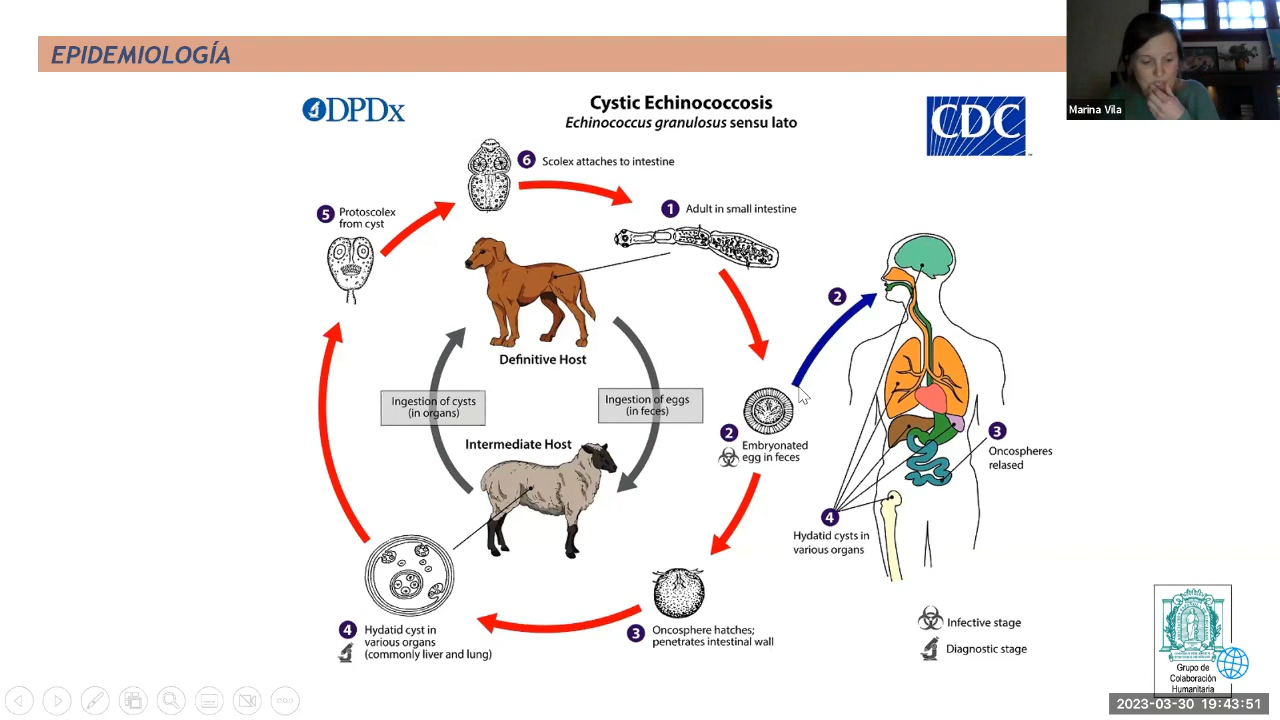 EPIDEMIOLOGÍA
Marina Vila
DPDx
Cystic Echinococcosis
Echinococcus granulosus sensu lato
CDC
6 Scolex attaches to intestine
5 Protoscolex
from cyst
1 Adult in small intestine
2
Definitive Host
Ingestion of cysts
(in organs)
Ingestion of eggs
(in feces)
Intermediate Host
2 Embryonated
egg in feces
3
Oncospheres
relased
4
Hydatid cysts in
various organs
4 Hydatid cyst in
various organs
(commonly liver and lung)
3 Oncosphere hatches;
penetrates intestinal wall
Infective stage
Diagnostic stage
Grupo de
Colaboración
Humanitaria
2023-03-30 19:43:51